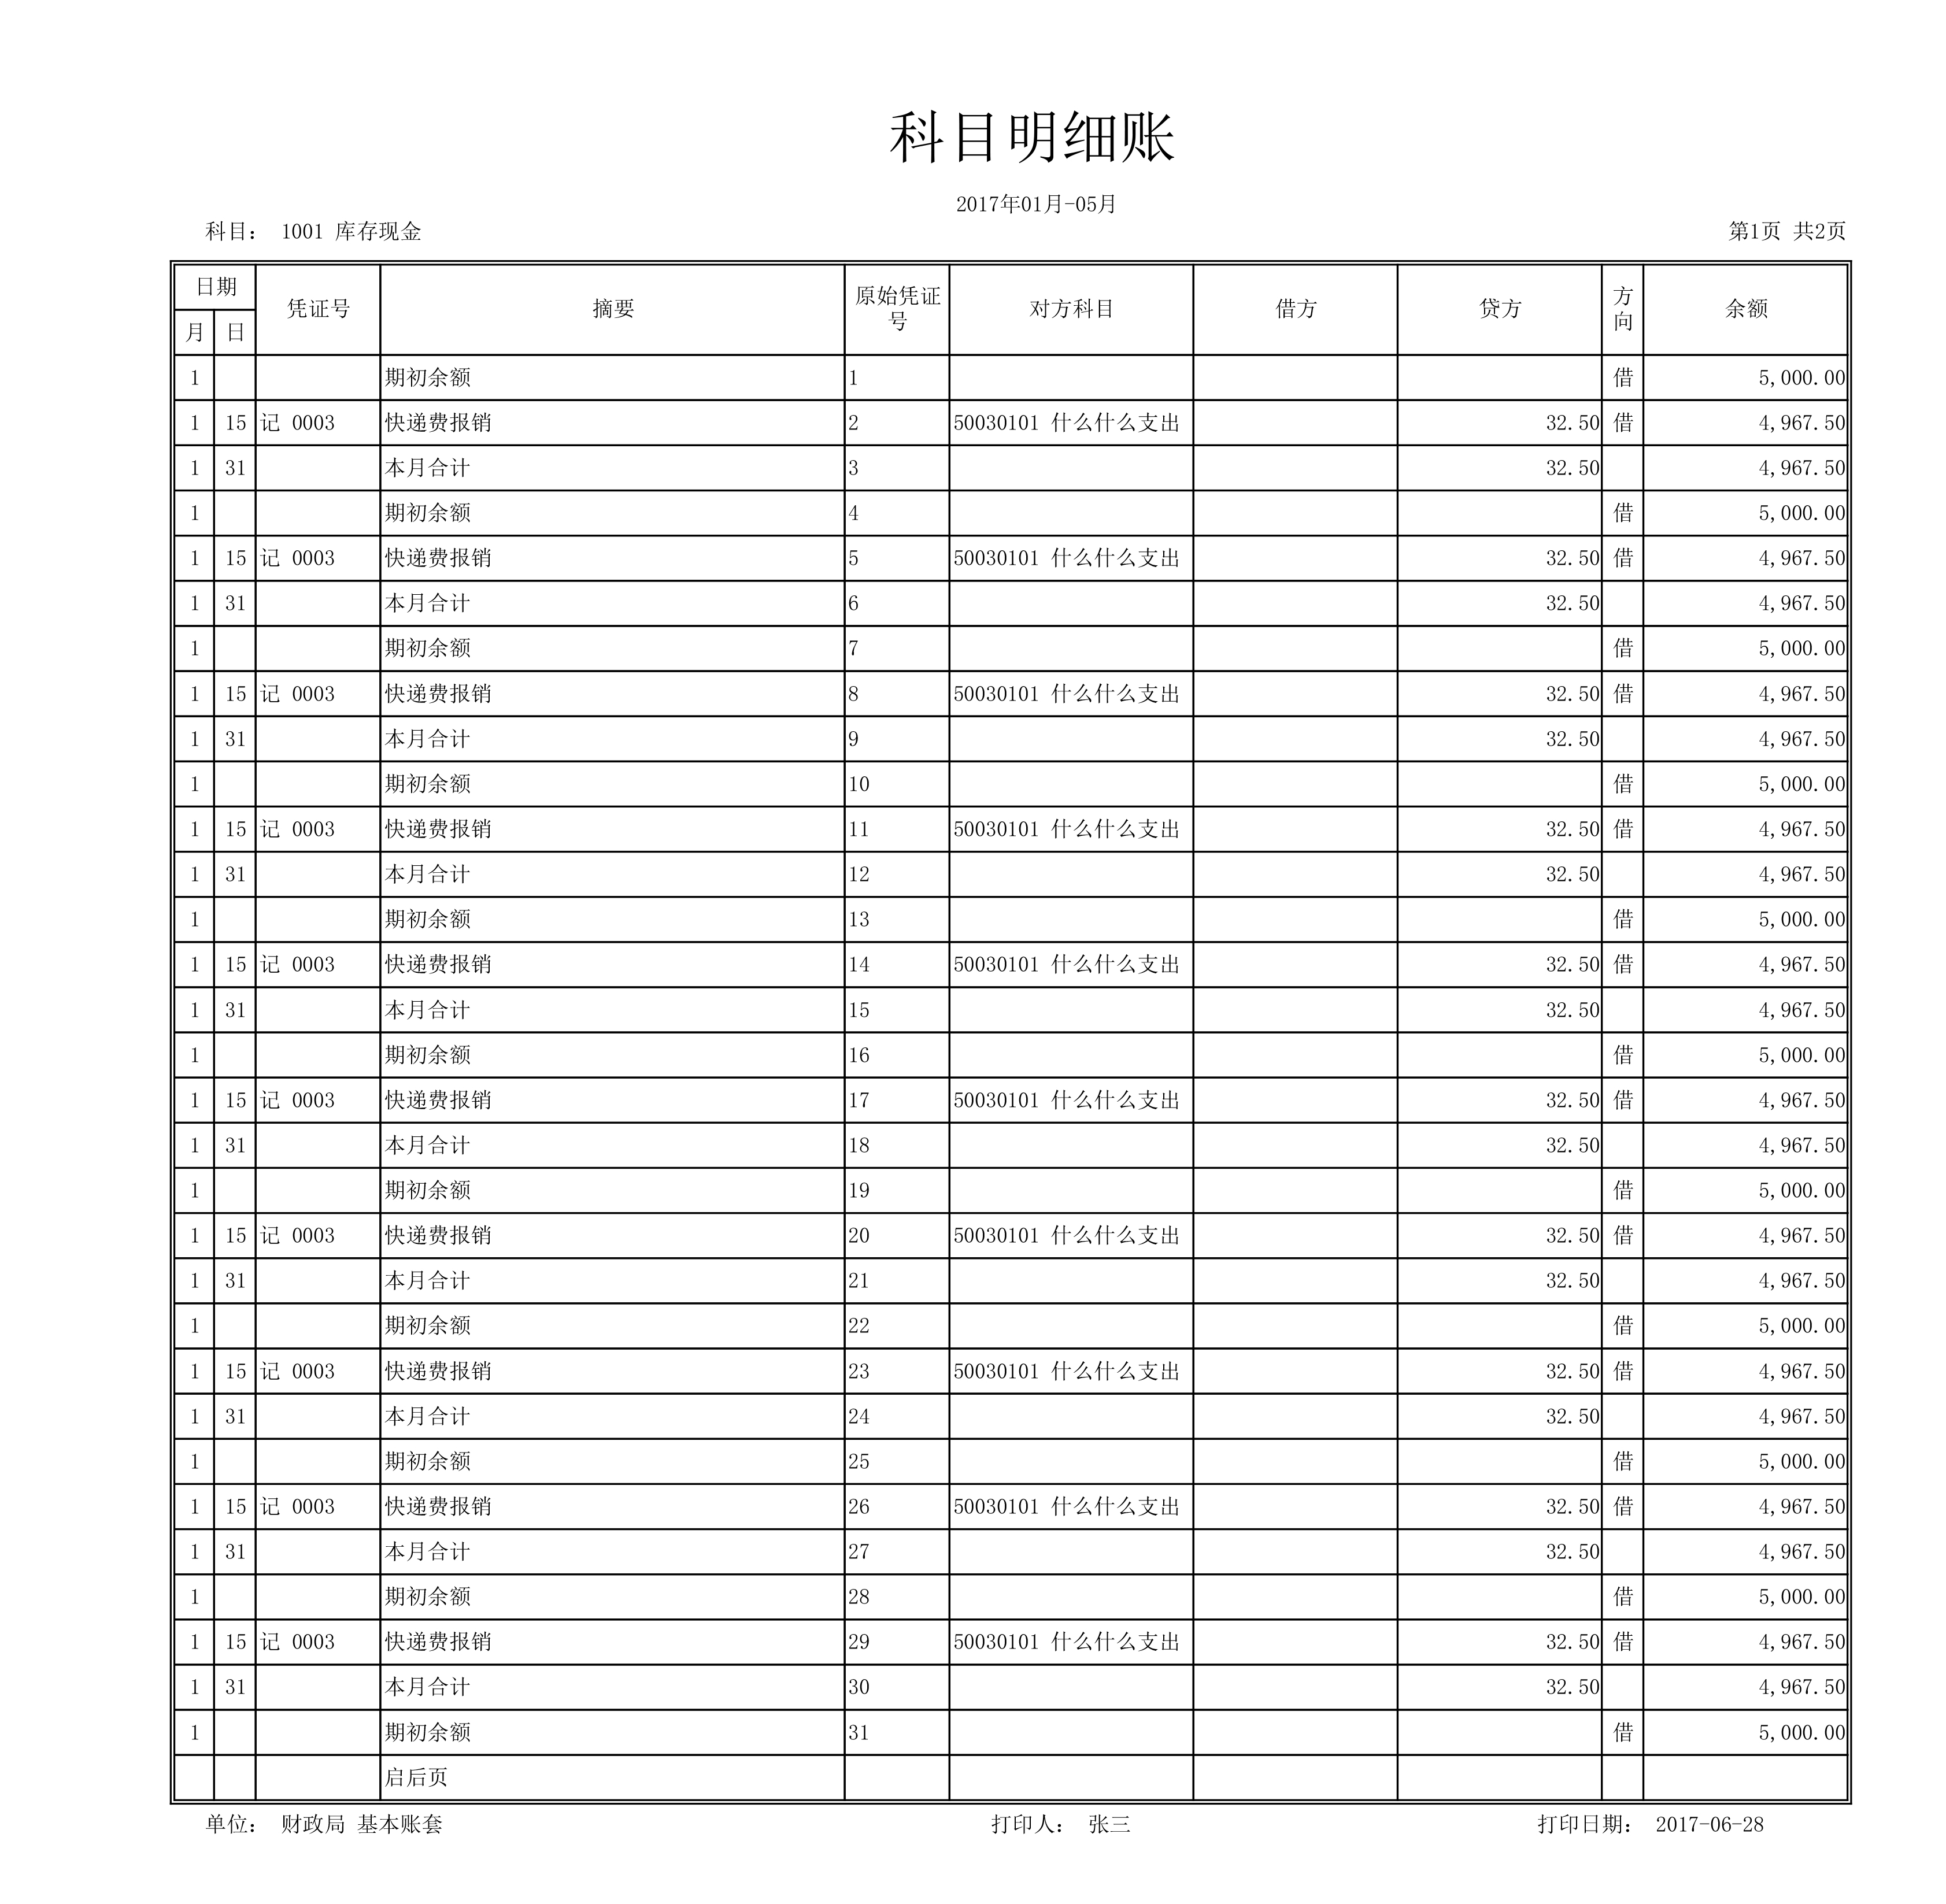 科目明细账
2017年01月-05月
科目： 1001 库存现金 第1页 共2页
日期 凭证号 摘要 原始凭证号 对方科目 借方 贷方 方向 余额
月 日
1 期初余额 1 借 5,000.00
1 15 记 0003 快递费报销 2 50030101 什么什么支出 32.50 借 4,967.50
1 31 本月合计 3 32.50 4,967.50
1 期初余额 4 借 5,000.00
1 15 记 0003 快递费报销 5 50030101 什么什么支出 32.50 借 4,967.50
1 31 本月合计 6 32.50 4,967.50
1 期初余额 7 借 5,000.00
1 15 记 0003 快递费报销 8 50030101 什么什么支出 32.50 借 4,967.50
1 31 本月合计 9 32.50 4,967.50
1 期初余额 10 借 5,000.00
1 15 记 0003 快递费报销 11 50030101 什么什么支出 32.50 借 4,967.50
1 31 本月合计 12 32.50 4,967.50
1 期初余额 13 借 5,000.00
1 15 记 0003 快递费报销 14 50030101 什么什么支出 32.50 借 4,967.50
1 31 本月合计 15 32.50 4,967.50
1 期初余额 16 借 5,000.00
1 15 记 0003 快递费报销 17 50030101 什么什么支出 32.50 借 4,967.50
1 31 本月合计 18 32.50 4,967.50
1 期初余额 19 借 5,000.00
1 15 记 0003 快递费报销 20 50030101 什么什么支出 32.50 借 4,967.50
1 31 本月合计 21 32.50 4,967.50
1 期初余额 22 借 5,000.00
1 15 记 0003 快递费报销 23 50030101 什么什么支出 32.50 借 4,967.50
1 31 本月合计 24 32.50 4,967.50
1 期初余额 25 借 5,000.00
1 15 记 0003 快递费报销 26 50030101 什么什么支出 32.50 借 4,967.50
1 31 本月合计 27 32.50 4,967.50
1 期初余额 28 借 5,000.00
1 15 记 0003 快递费报销 29 50030101 什么什么支出 32.50 借 4,967.50
1 31 本月合计 30 32.50 4,967.50
1 期初余额 31 借 5,000.00
启后页
单位： 财政局 基本账套 打印人： 张三 打印日期： 2017-06-28